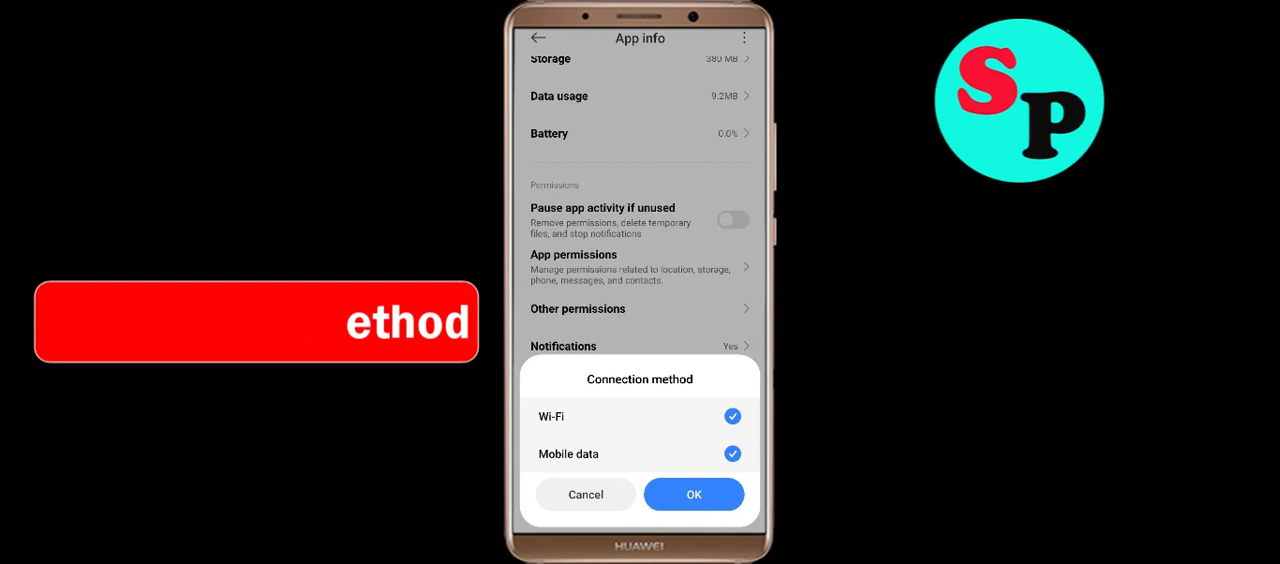 App info
Storage 380 MB
Data usage 9.2MB
Battery 0.0%
Permissions
Pause app activity if unused
Remove permissions, delete temporary
files, and stop notifications
App permissions
Manage permissions related to location, storage,
phone, messages, and contacts.
Other permissions
Notifications Yes
Connection method
Wi-Fi
Mobile data
Cancel OK
HUAWEI
ethod
SP